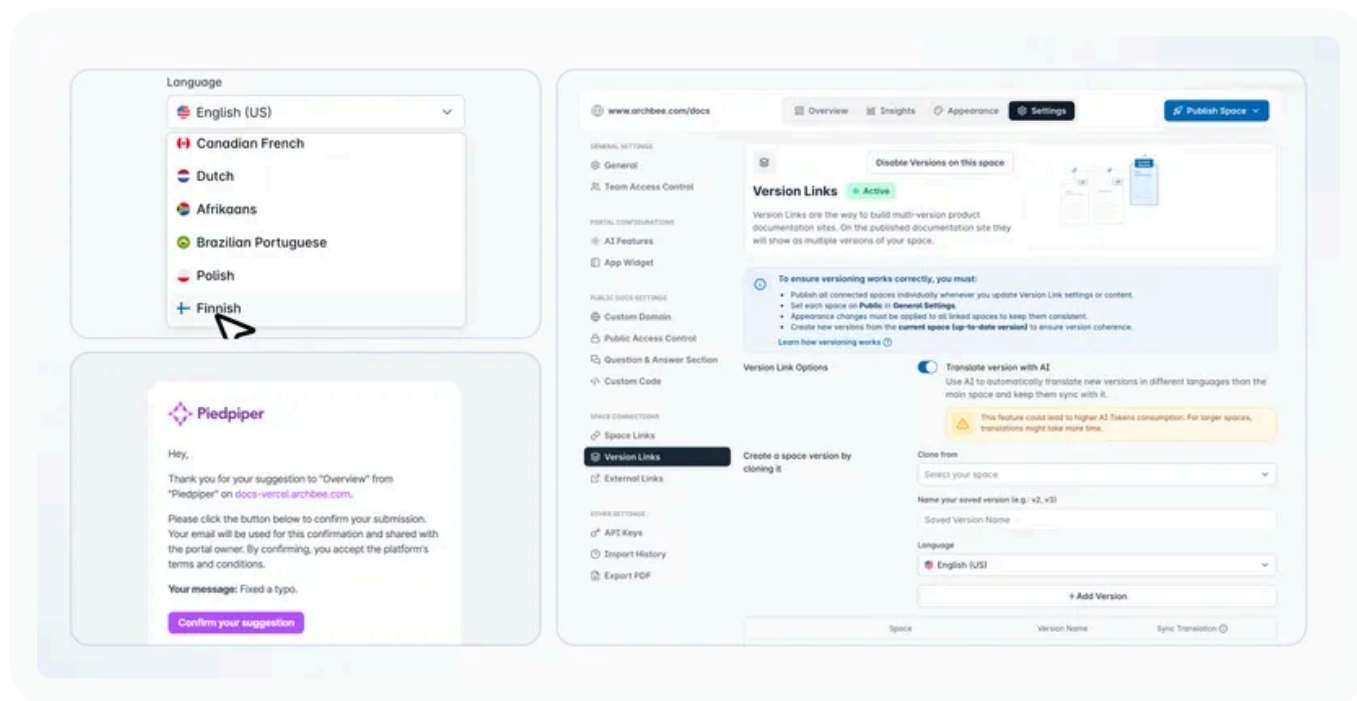 Language
English (US)
Canadian French
Dutch
Afrikaans
Brazilian Portuguese
Polish
Finnish
Piedpiper
Hey,
Thank you for your suggestion to "Overview" from
"Piedpiper" on docs-vercel.archbee.com.
Please click the button below to confirm your submission.
Your email will be used for this confirmation and shared with
the portal owner. By confirming, you accept the platform's
terms and conditions.
Your message: Fixed a typo.
Confirm your suggestion
www.archbee.com/docs
Overview
Insights
Appearance
Settings
Publish Space
GENERAL SETTINGS
General
Team Access Control
PORTAL CONFIGURATIONS
AI Features
App Widget
PUBLIC DOCS SETTINGS
Custom Domain
Public Access Control
Question & Answer Section
Custom Code
SPACE CONNECTIONS
Space Links
Version Links
External Links
OTHER SETTINGS
API Keys
Import History
Export PDF
Disable Versions on this space
Version Links
Active
Version Links are the way to build multi-version product
documentation sites. On the published documentation site they
will show as multiple versions of your space.
To ensure versioning works correctly, you must:
• Publish all connected spaces individually whenever you update Version Link settings or content.
• Set each space on Public in General Settings.
• Appearance changes must be applied to all linked spaces to keep them consistent.
• Create new versions from the current space (up-to-date version) to ensure version coherence.
Learn how versioning works
Version Link Options
Translate version with AI
Use AI to automatically translate new versions in different languages than the
main space and keep them sync with it.
This feature could lead to higher AI Tokens consumption. For larger spaces,
translations might take more time.
Create a space version by
cloning it
Clone from
Select your space
Name your saved version (e.g.: v2, v3)
Saved Version Name
Language
English (US)
+ Add Version
Space
Version Name
Sync Translation